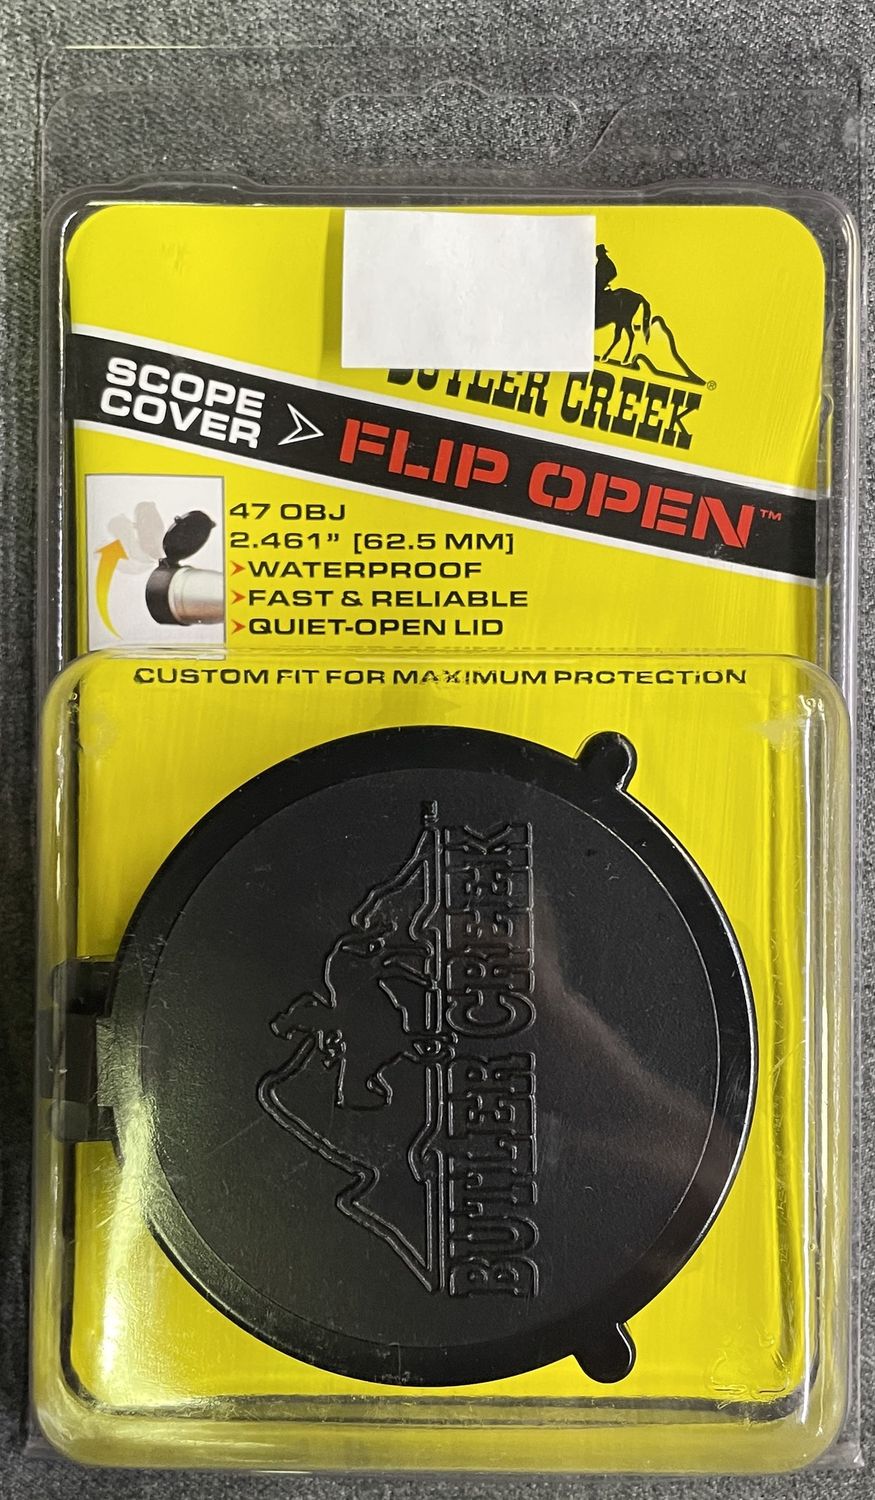 BUTLER CREEK®
SCOPE
COVER
FLIP OPEN™
47 OBJ
2.461" [62.5 MM]
WATERPROOF
FAST & RELIABLE
QUIET-OPEN LID
CUSTOM FIT FOR MAXIMUM PROTECTION
BUTLER CREEK